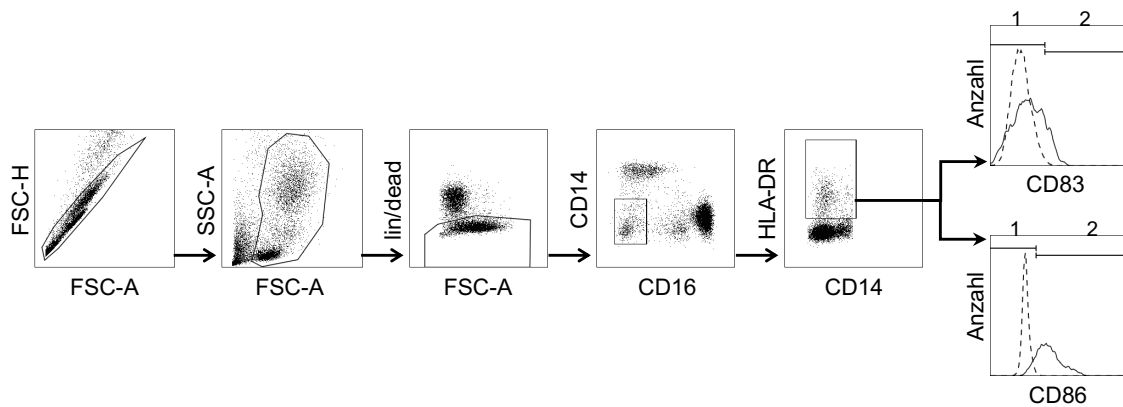 1 2
Anzahl
CD83
FSC-H
FSC-A
SSC-A
FSC-A
lin/dead
FSC-A
CD14
CD16
HLA-DR
CD14
1 2
Anzahl
CD86